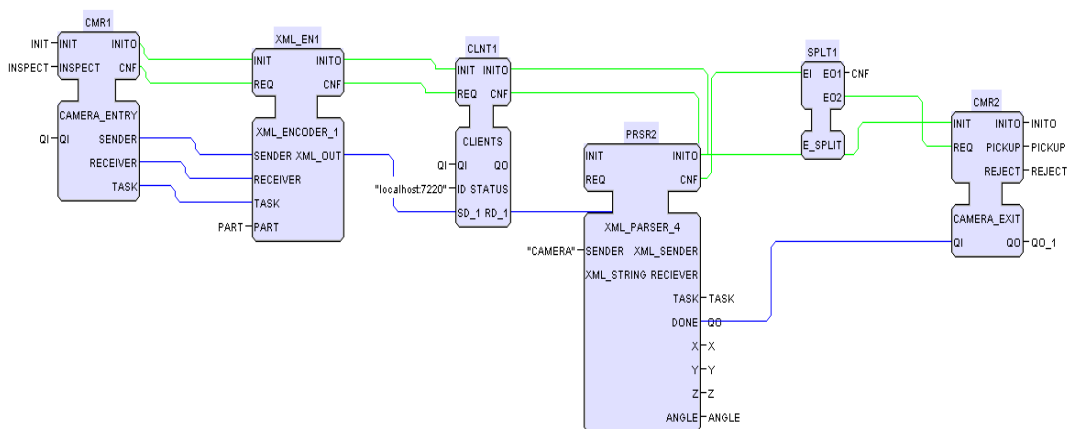 CMR1
INIT INIT INITO
INSPECT INSPECT CNF
CAMERA_ENTRY
QI QI SENDER
RECEIVER
TASK
XML_EN1
INIT INITO
REQ CNF
XML_ENCODER_1
SENDER XML_OUT
RECEIVER
TASK
PART PART
CLNT1
INIT INITO
REQ CNF
CLIENTS
QI QI QO
"localhost:7220" ID STATUS
SD_1 RD_1
PRSR2
INIT INITO
REQ CNF
XML_PARSER_4
"CAMERA" SENDER XML_SENDER
XML_STRING RECIEVER
TASK TASK
DONE QO
X X
Y Y
Z Z
ANGLE ANGLE
SPLT1
EI EO1 CNF
EO2
E_SPLIT
CMR2
INIT INITO INITO
REQ PICKUP PICKUP
REJECT REJECT
CAMERA_EXIT
QI QO QO_1